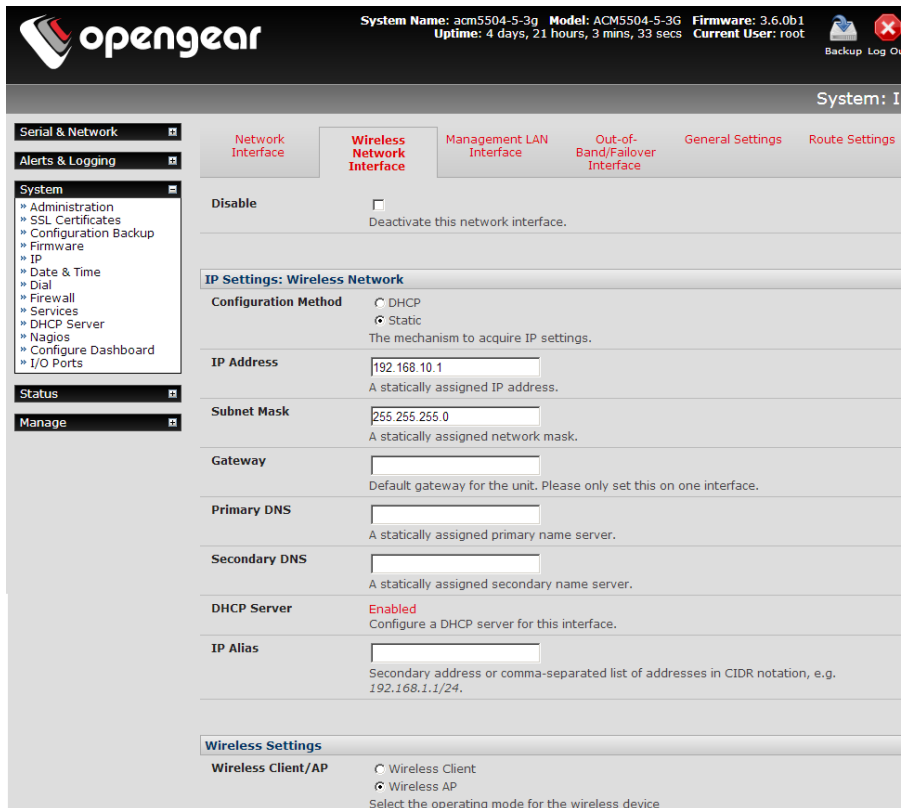 opengear
System Name: acm5504-5-3g Model: ACM5504-5-3G Firmware: 3.6.0b1
Uptime: 4 days, 21 hours, 3 mins, 33 secs Current User: root
Backup Log Ou
System: I
Serial & Network
Alerts & Logging
System
» Administration
» SSL Certificates
» Configuration Backup
» Firmware
» IP
» Date & Time
» Dial
» Firewall
» Services
» DHCP Server
» Nagios
» Configure Dashboard
» I/O Ports
Status
Manage
Network
Interface
Wireless
Network
Interface
Management LAN
Interface
Out-of-
Band/Failover
Interface
General Settings
Route Settings
Disable
Deactivate this network interface.
IP Settings: Wireless Network
Configuration Method
DHCP
Static
The mechanism to acquire IP settings.
IP Address
192.168.10.1
A statically assigned IP address.
Subnet Mask
255.255.255.0
A statically assigned network mask.
Gateway
Default gateway for the unit. Please only set this on one interface.
Primary DNS
A statically assigned primary name server.
Secondary DNS
A statically assigned secondary name server.
DHCP Server
Enabled
Configure a DHCP server for this interface.
IP Alias
Secondary address or comma-separated list of addresses in CIDR notation, e.g.
192.168.1.1/24.
Wireless Settings
Wireless Client/AP
Wireless Client
Wireless AP
Select the operating mode for the wireless device